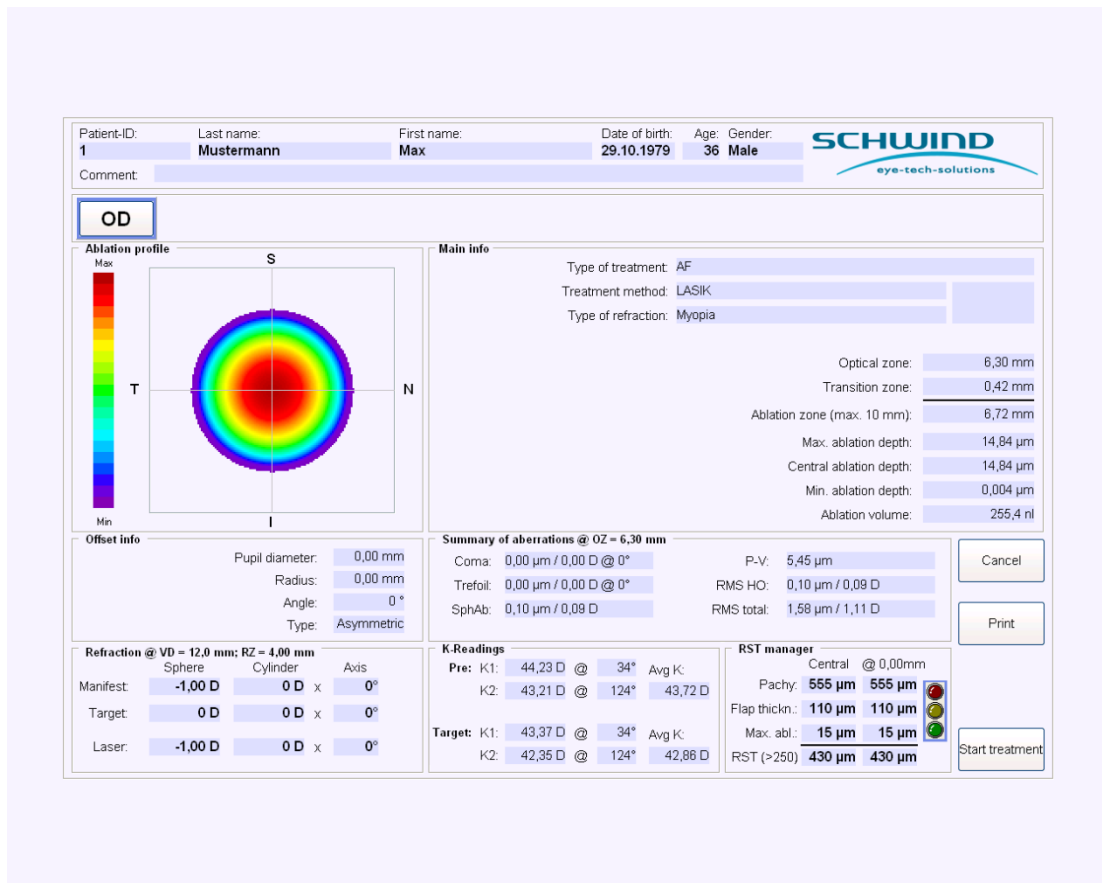 Patient-ID: Last name: First name: Date of birth: Age: Gender:
1 Mustermann Max 29.10.1979 36 Male
SCHWIND
eye-tech-solutions
Comment:
OD
Ablation profile
Max
S
T
N
I
Min
Main info
Type of treatment: AF
Treatment method: LASIK
Type of refraction: Myopia
Optical zone: 6,30 mm
Transition zone: 0,42 mm
Ablation zone (max. 10 mm): 6,72 mm
Max. ablation depth: 14,84 µm
Central ablation depth: 14,84 µm
Min. ablation depth: 0,004 µm
Ablation volume: 255,4 nl
Offset info
Pupil diameter: 0,00 mm
Radius: 0,00 mm
Angle: 0 °
Type: Asymmetric
Summary of aberrations @ OZ = 6,30 mm
Coma: 0,00 µm / 0,00 D @ 0° P-V: 5,45 µm
Trefoil: 0,00 µm / 0,00 D @ 0° RMS HO: 0,10 µm / 0,09 D
SphAb: 0,10 µm / 0,09 D RMS total: 1,58 µm / 1,11 D
Cancel
Print
Refraction @ VD = 12,0 mm; RZ = 4,00 mm
Sphere Cylinder Axis
Manifest: -1,00 D 0 D x 0°
Target: 0 D 0 D x 0°
Laser: -1,00 D 0 D x 0°
K-Readings
Pre: K1: 44,23 D @ 34° Avg K:
K2: 43,21 D @ 124° 43,72 D
Target: K1: 43,37 D @ 34° Avg K:
K2: 42,35 D @ 124° 42,86 D
RST manager
Central @ 0,00mm
Pachy: 555 µm 555 µm
Flap thickn.: 110 µm 110 µm
Max. abl.: 15 µm 15 µm
RST (>250) 430 µm 430 µm
Start treatment